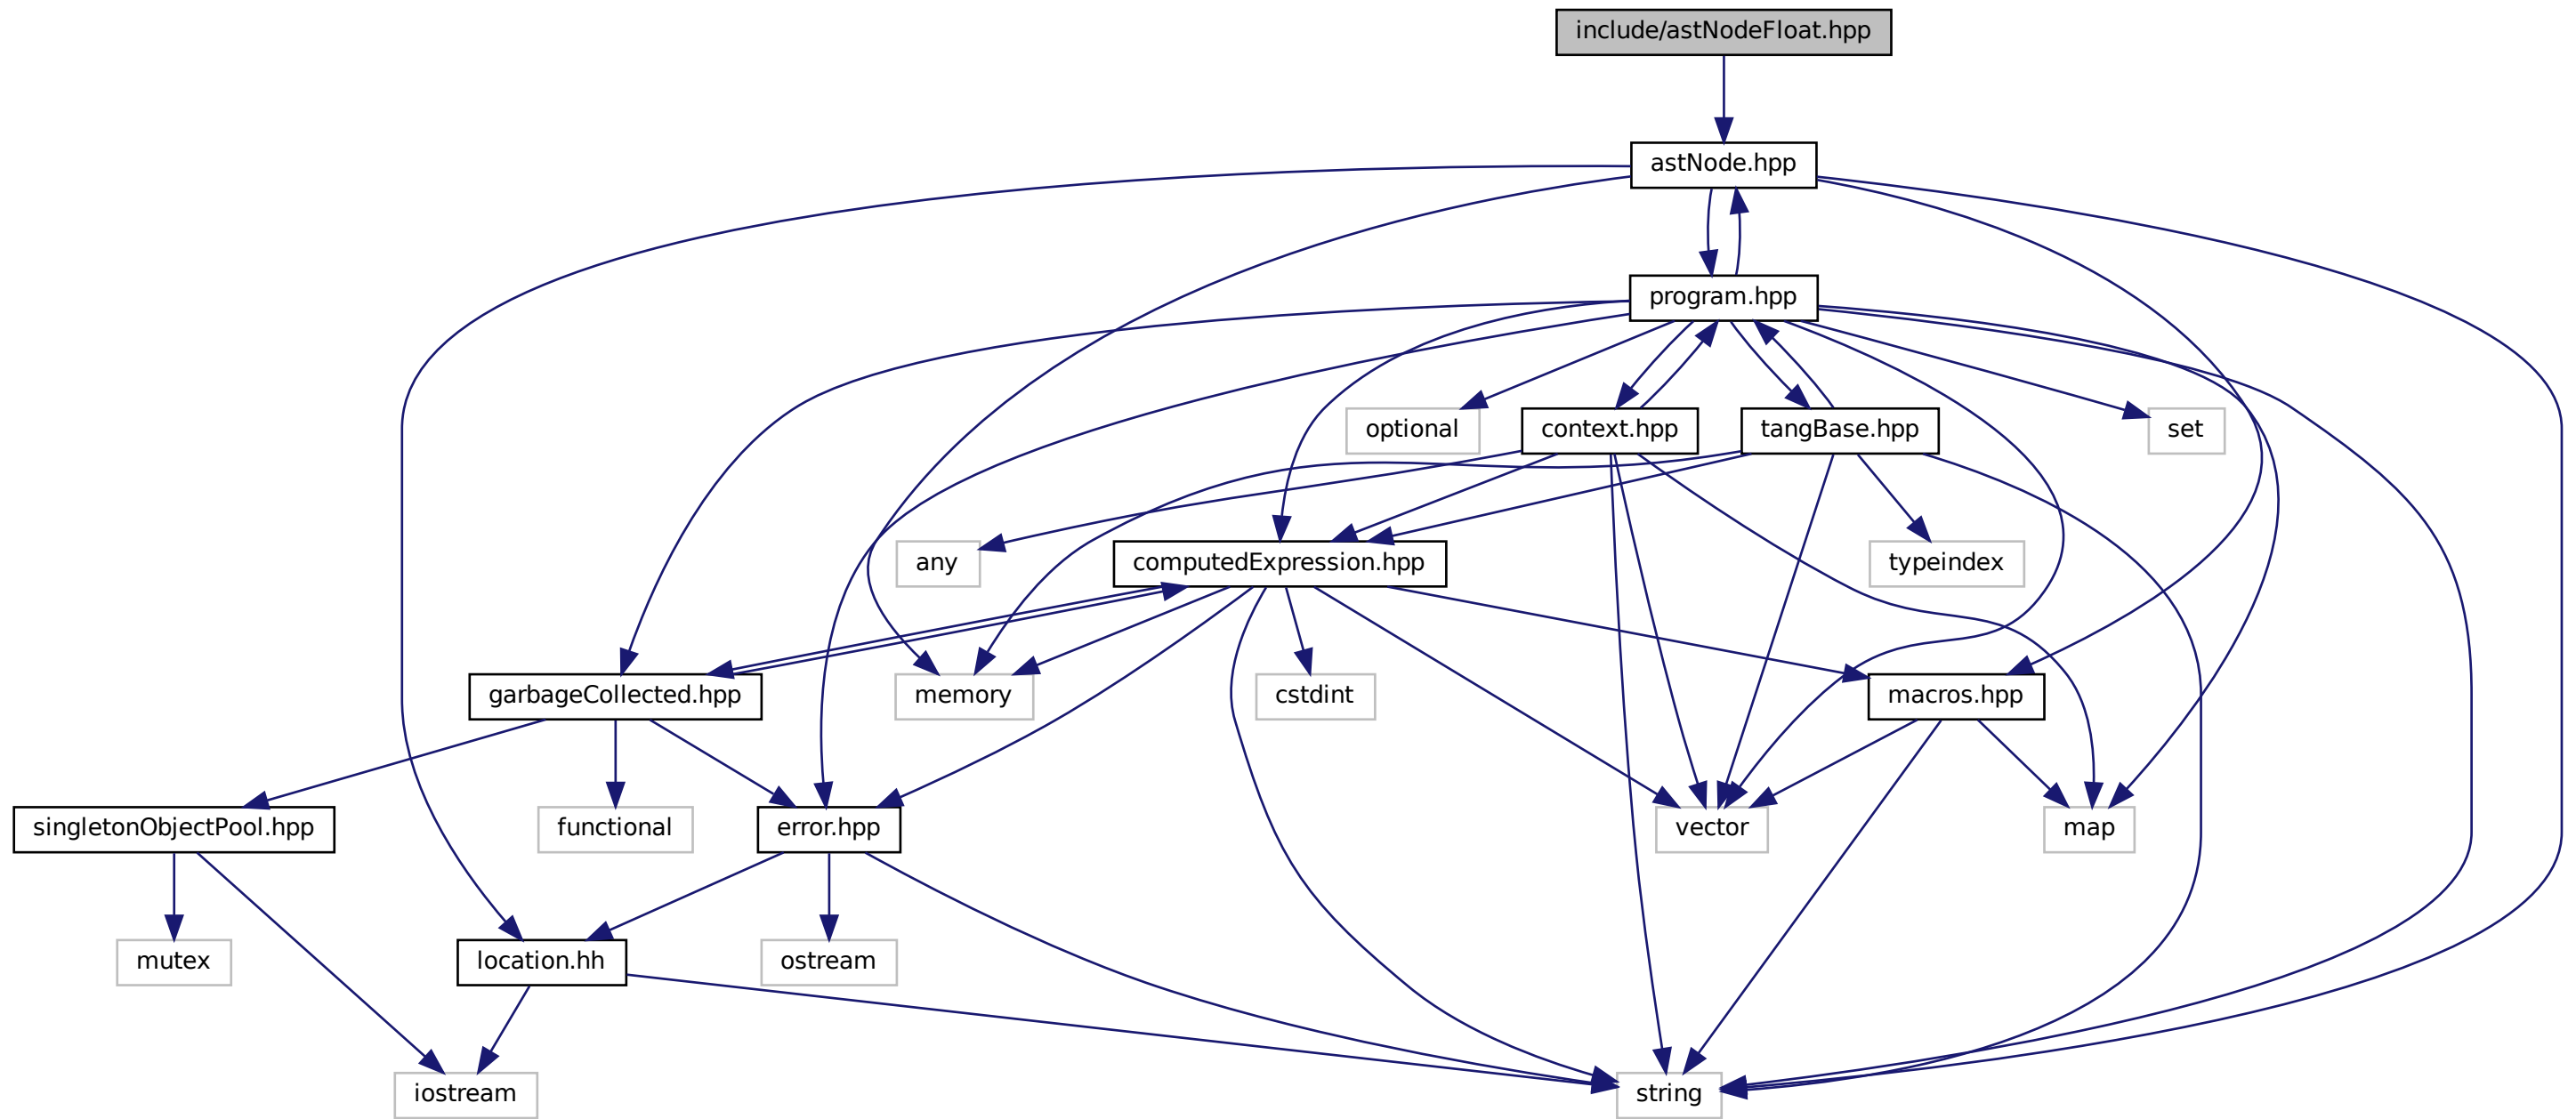 include/astNodeFloat.hpp
astNode.hpp
program.hpp
optional
context.hpp
tangBase.hpp
set
any
computedExpression.hpp
typeindex
garbageCollected.hpp
memory
cstdint
macros.hpp
singletonObjectPool.hpp
functional
error.hpp
vector
map
mutex
location.hh
ostream
iostream
string